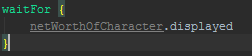 waitFor {
netWorthOfCharacter.displayed
}